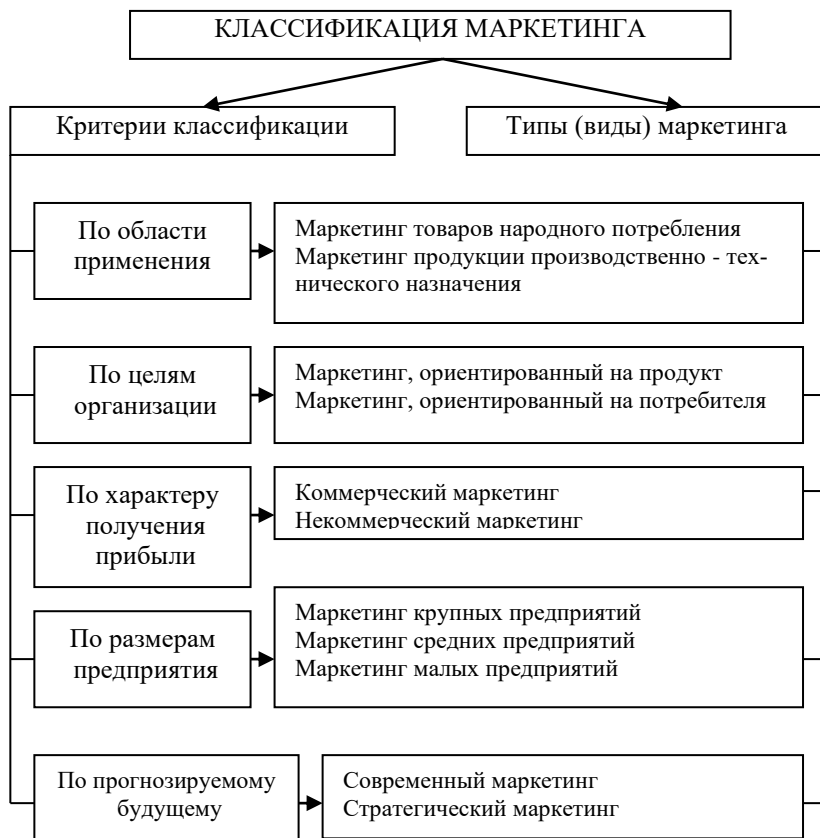 КЛАССИФИКАЦИЯ МАРКЕТИНГА
Критерии классификации
Типы (виды) маркетинга
По области
применения
Маркетинг товаров народного потребления
Маркетинг продукции производственно - тех-
нического назначения
По целям
организации
Маркетинг, ориентированный на продукт
Маркетинг, ориентированный на потребителя
По характеру
получения
прибыли
Коммерческий маркетинг
Некоммерческий маркетинг
По размерам
предприятия
Маркетинг крупных предприятий
Маркетинг средних предприятий
Маркетинг малых предприятий
По прогнозируемому
будущему
Современный маркетинг
Стратегический маркетинг